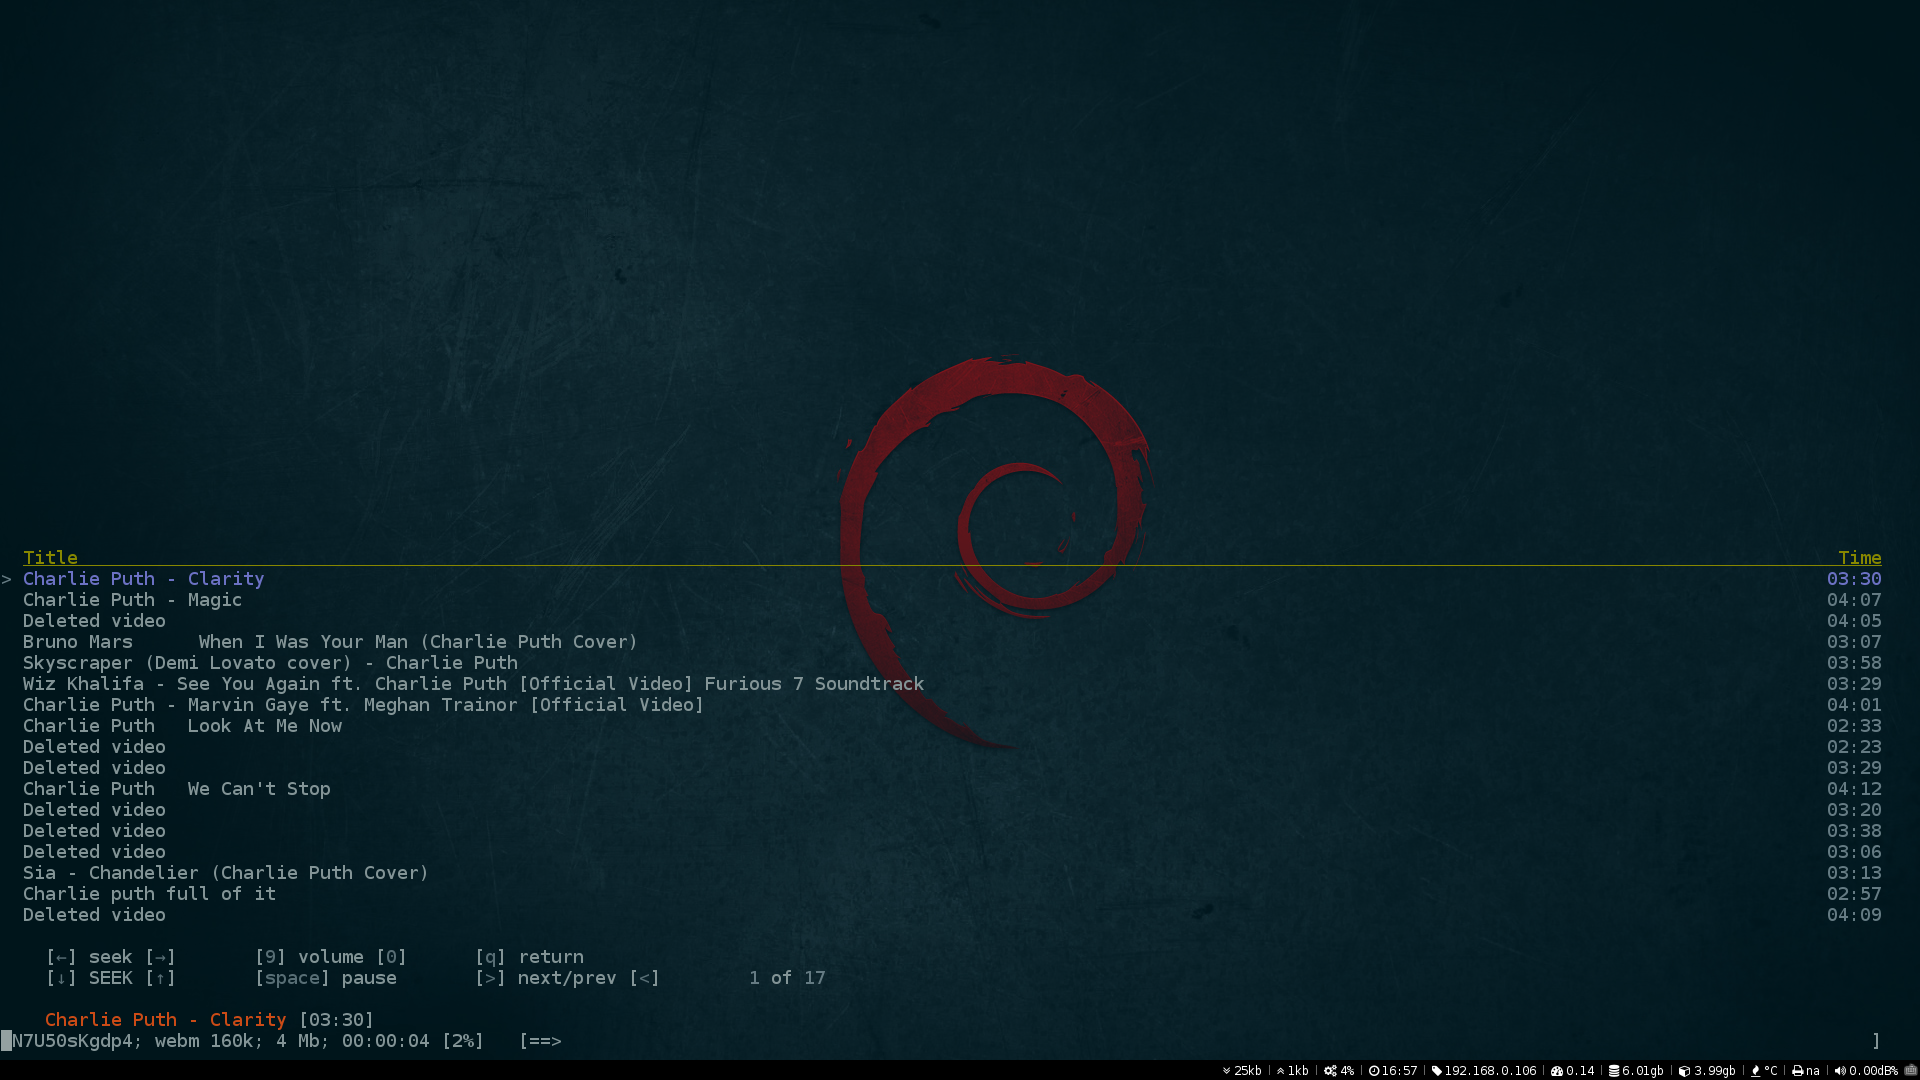 Title Time
> Charlie Puth - Clarity 03:30
Charlie Puth - Magic 04:07
Deleted video 04:05
Bruno Mars      When I Was Your Man (Charlie Puth Cover) 03:07
Skyscraper (Demi Lovato cover) - Charlie Puth 03:58
Wiz Khalifa - See You Again ft. Charlie Puth [Official Video] Furious 7 Soundtrack 03:29
Charlie Puth - Marvin Gaye ft. Meghan Trainor [Official Video] 04:01
Charlie Puth   Look At Me Now 02:33
Deleted video 02:23
Deleted video 03:29
Charlie Puth   We Can't Stop 04:12
Deleted video 03:20
Deleted video 03:38
Deleted video 03:06
Sia - Chandelier (Charlie Puth Cover) 03:13
Charlie puth full of it 02:57
Deleted video 04:09
[←] seek [→] [9] volume [0] [q] return
[↓] SEEK [↑] [space] pause [>] next/prev [<] 1 of 17
Charlie Puth - Clarity [03:30]
N7U50sKgdp4; webm 160k; 4 Mb; 00:00:04 [2%] [==> ]
25kb | 1kb | 4% | 16:57 | 192.168.0.106 | 0.14 | 6.01gb | 3.99gb | °C | na | 0.00dB%